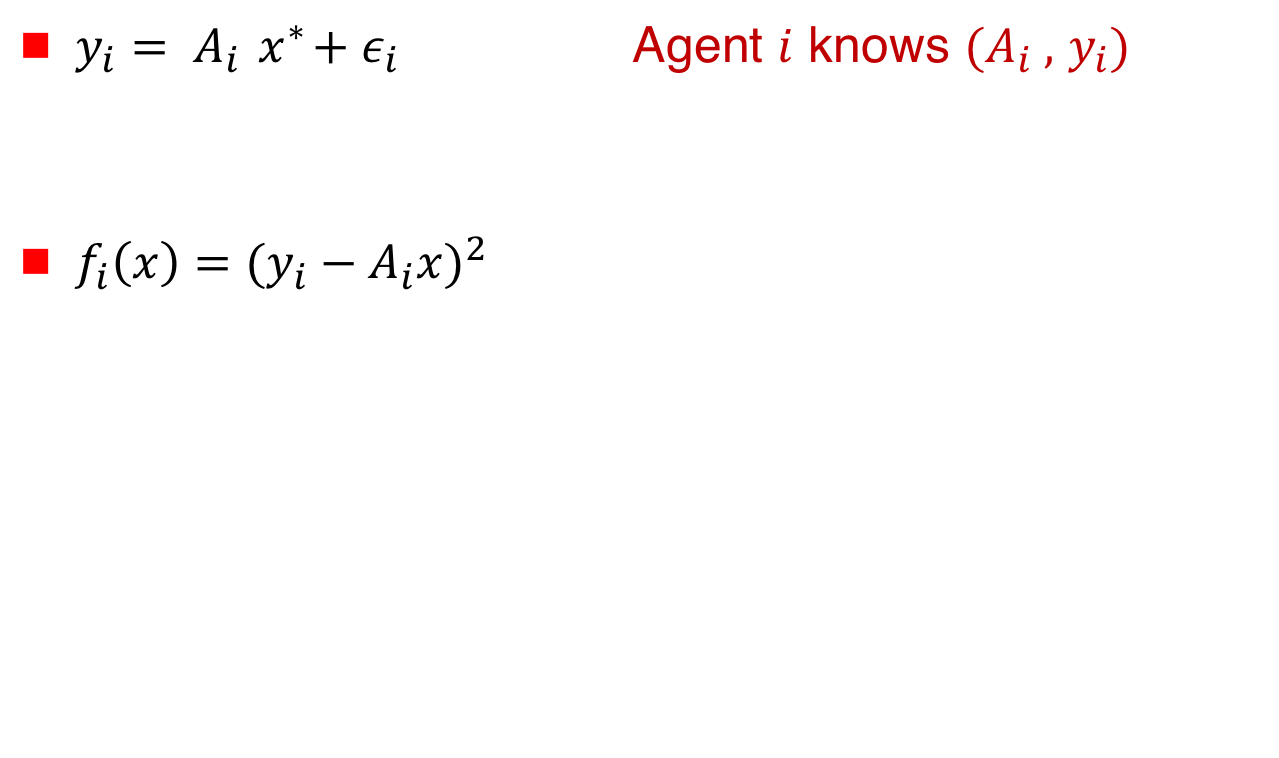 ■ yᵢ = Aᵢ x* + ϵᵢ Agent i knows (Aᵢ , yᵢ)
■ fᵢ(x) = (yᵢ − Aᵢx)²